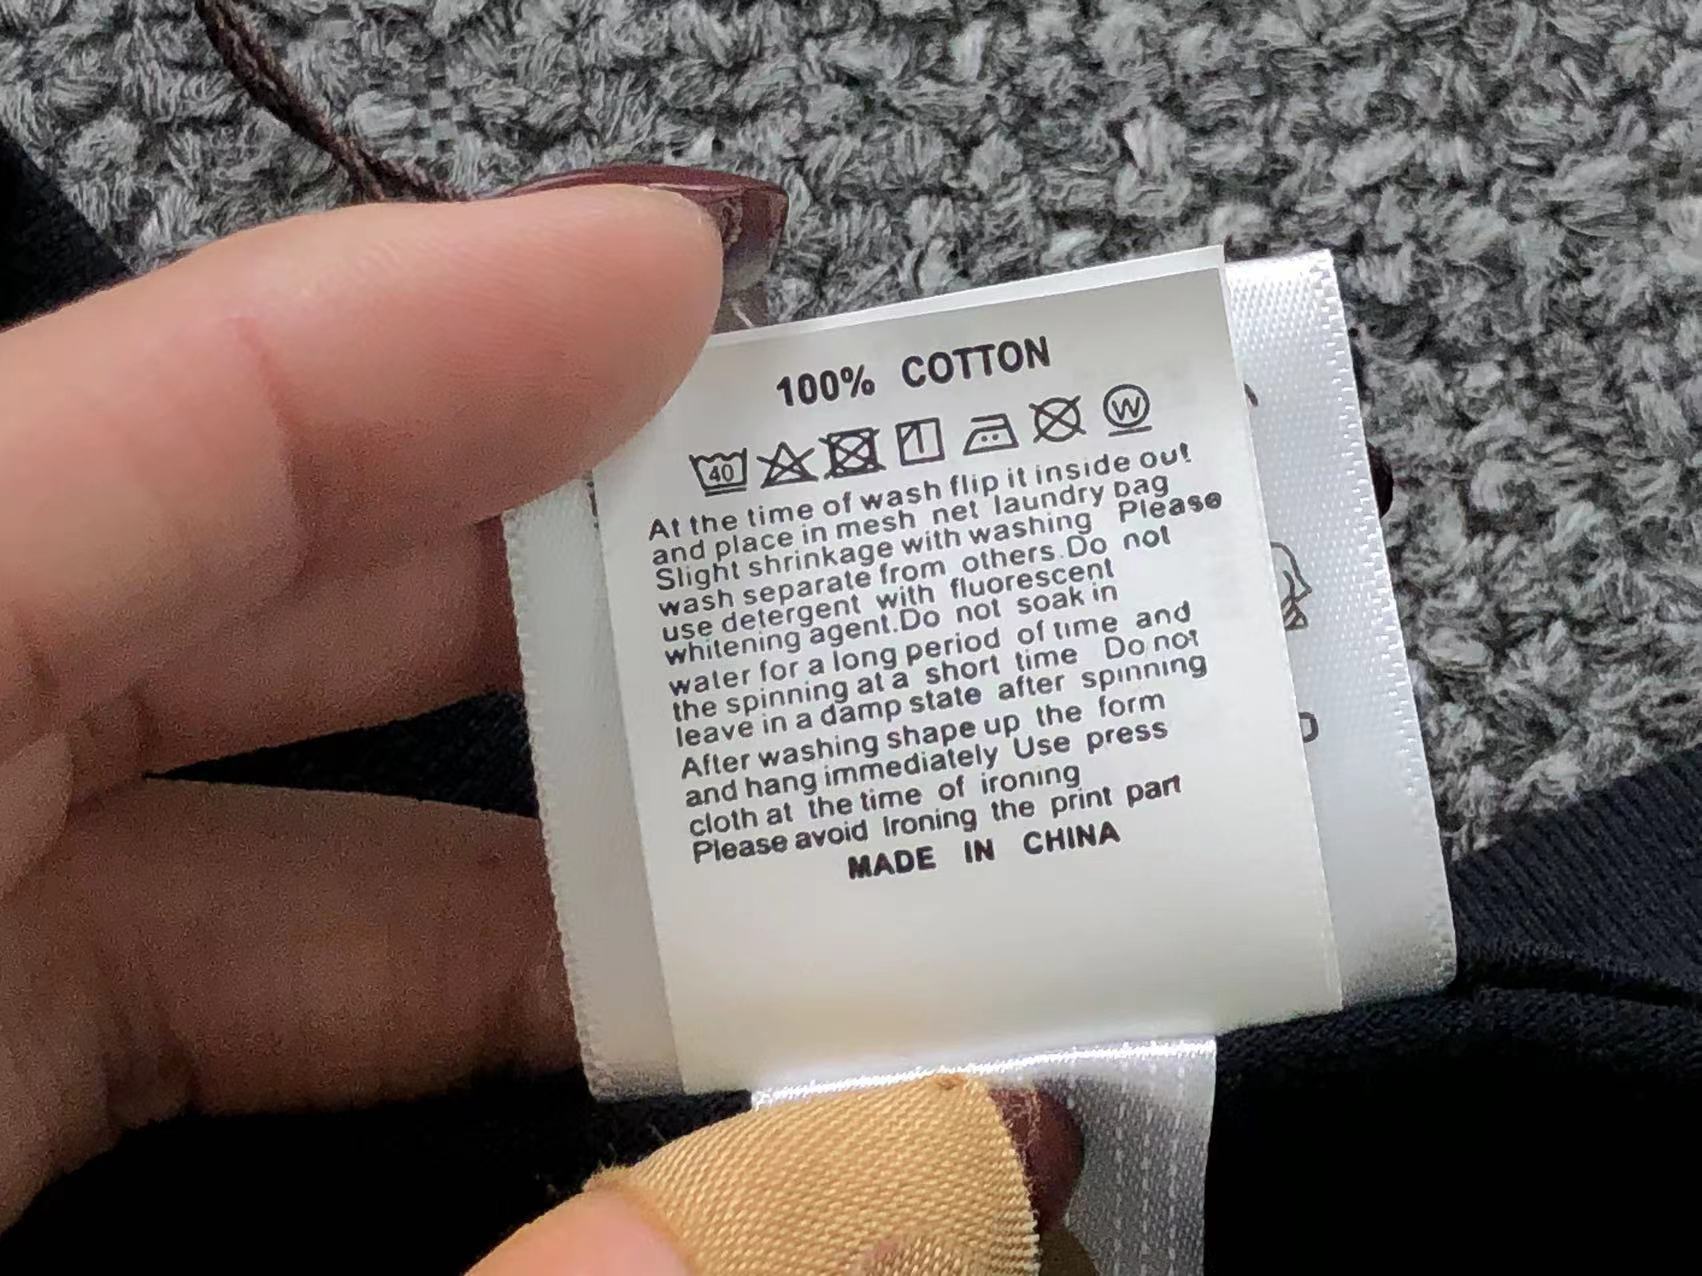 100% COTTON
40 W
At the time of wash flip it inside out
and place in mesh net laundry bag
Slight shrinkage with washing Please
wash separate from others.Do not
use detergent with fluorescent
whitening agent.Do not soak in
water for a long period of time and
the spinning at a short time Do not
leave in a damp state after spinning
After washing shape up the form
and hang immediately Use press
cloth at the time of ironing
Please avoid Ironing the print part
MADE IN CHINA